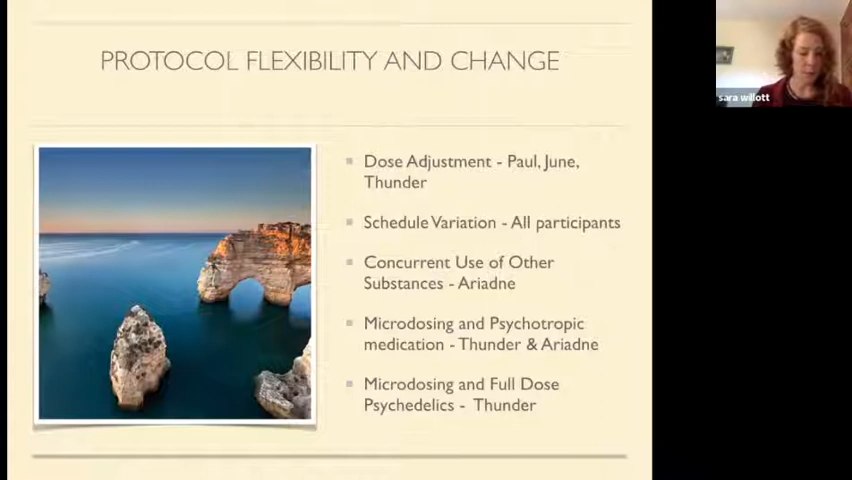 PROTOCOL FLEXIBILITY AND CHANGE
Dose Adjustment - Paul, June,
Thunder
Schedule Variation - All participants
Concurrent Use of Other
Substances - Ariadne
Microdosing and Psychotropic
medication - Thunder & Ariadne
Microdosing and Full Dose
Psychedelics - Thunder
sara willott